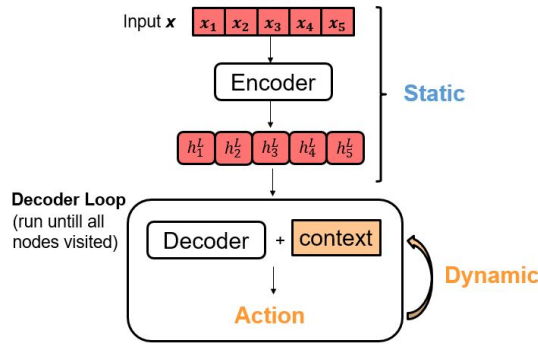 Input x x₁ x₂ x₃ x₄ x₅
Encoder
Static
h₁ᴸ h₂ᴸ h₃ᴸ h₄ᴸ h₅ᴸ
Decoder Loop
(run untill all
nodes visited)
Decoder + context
Dynamic
Action